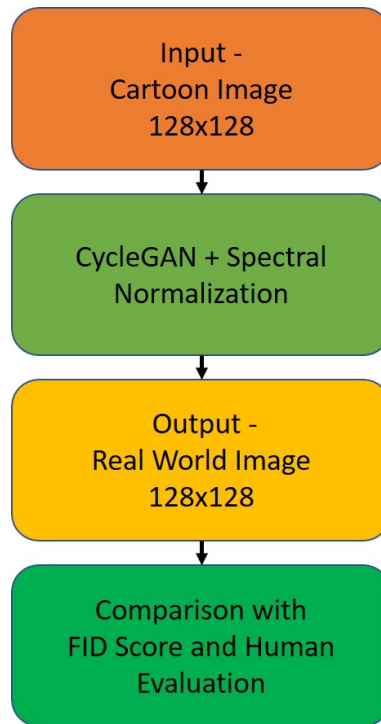 Input -
Cartoon Image
128x128
CycleGAN + Spectral
Normalization
Output -
Real World Image
128x128
Comparison with
FID Score and Human
Evaluation